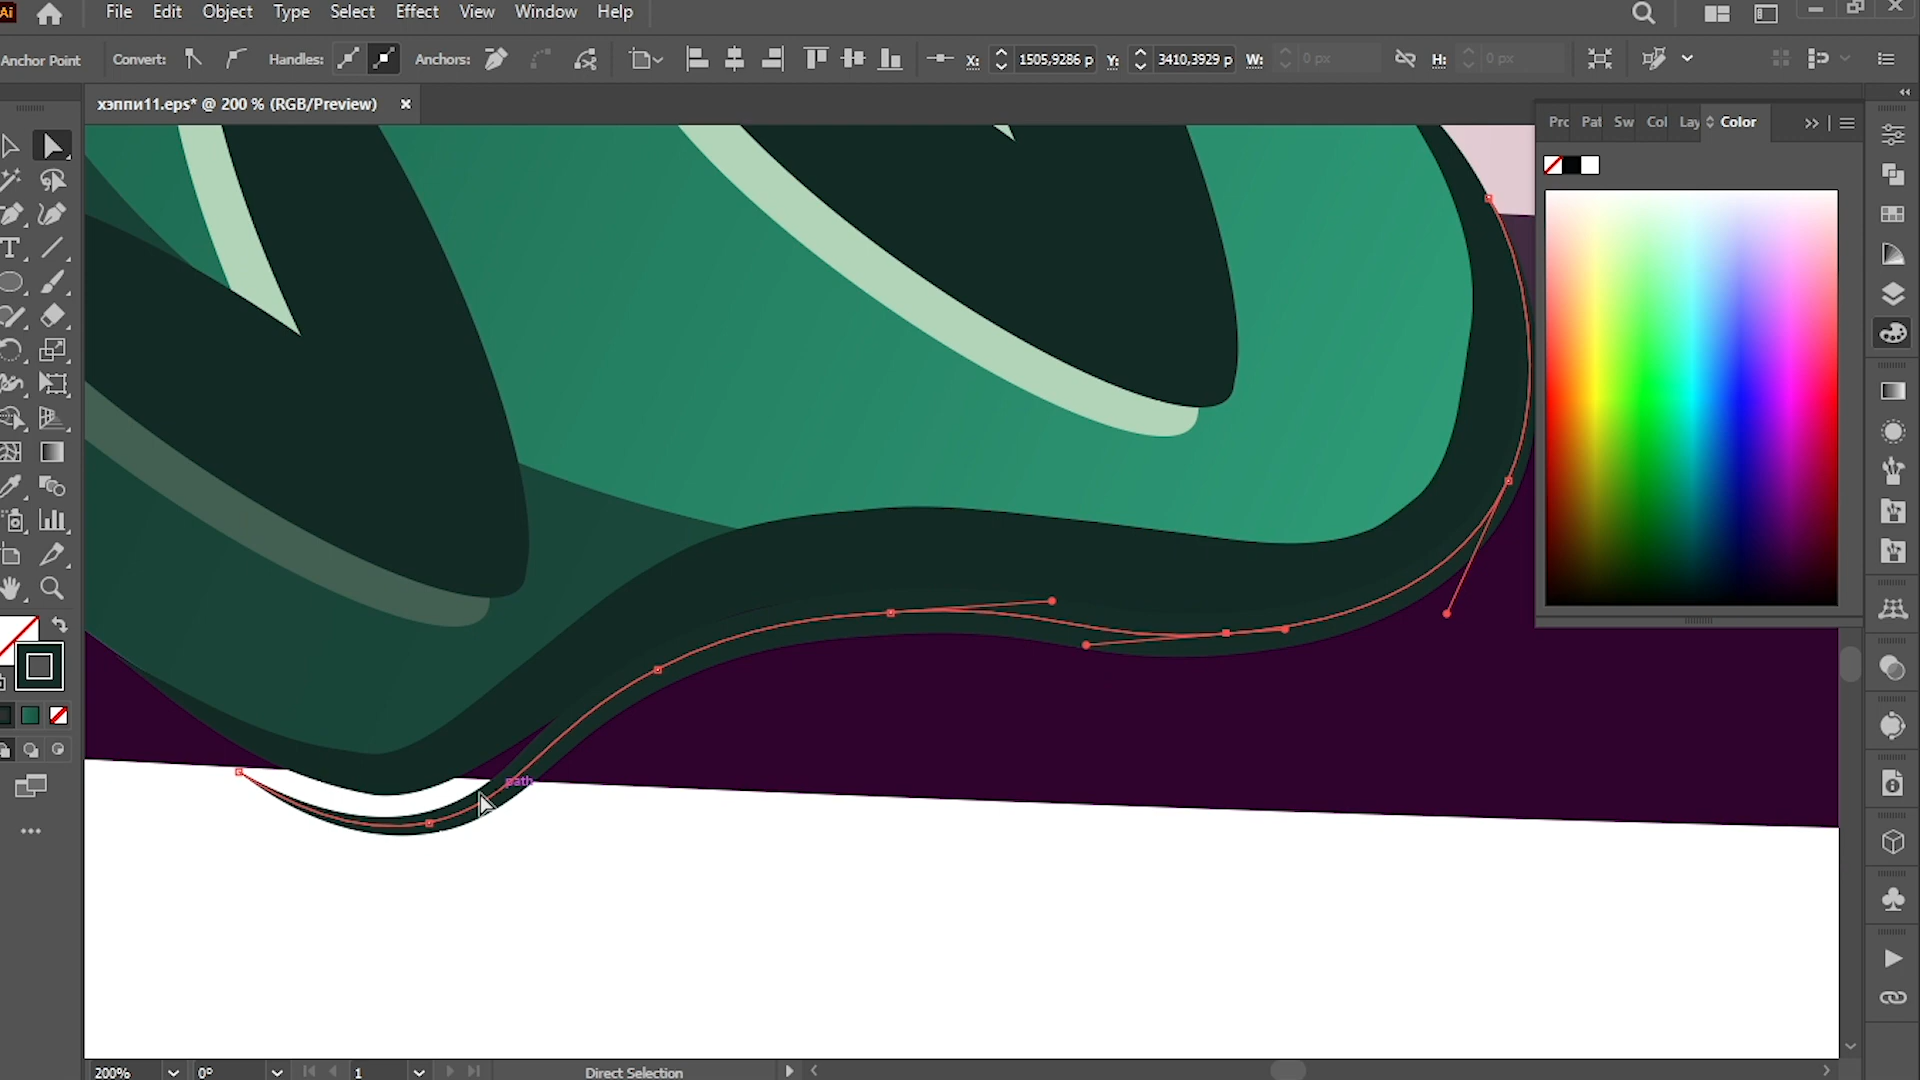 Ai File Edit Object Type Select Effect View Window Help
Anchor Point Convert: Handles: Anchors: X: 1505,9286 p Y: 3410,3929 p W: 0 px H: 0 px
хэппи11.eps* @ 200 % (RGB/Preview)
Prc Pat Sw Col Lay Color
path
200% 0° 1 Direct Selection